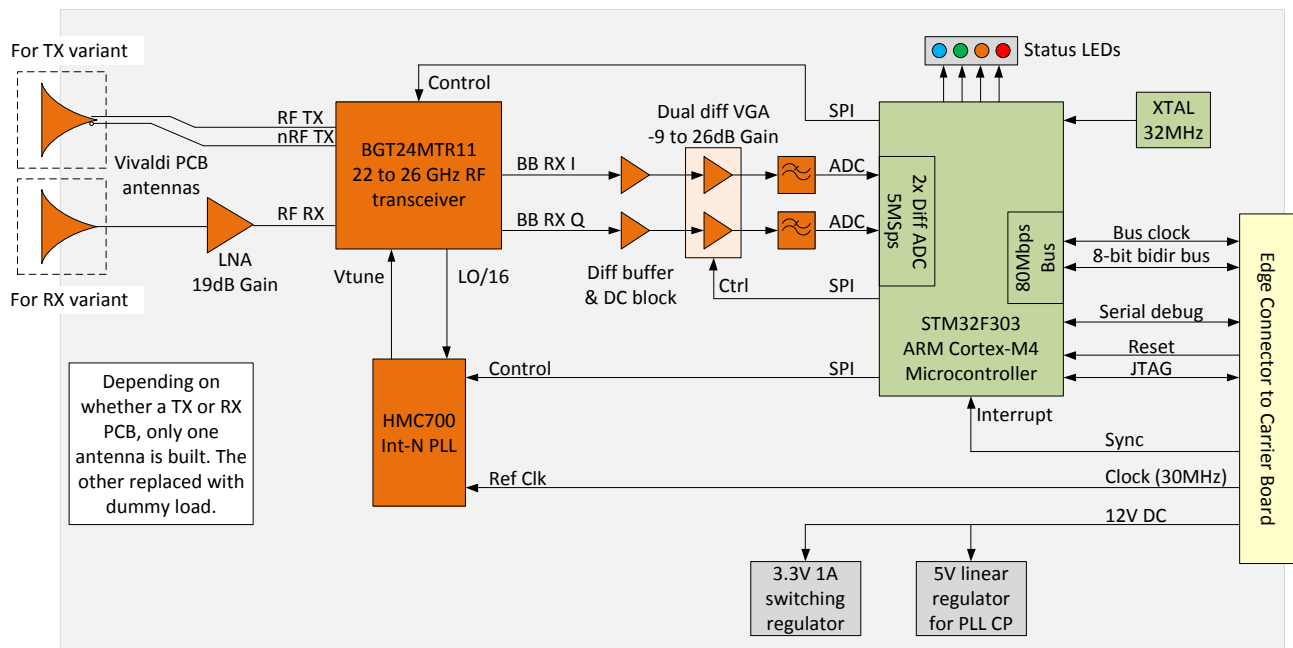 For TX variant
Vivaldi PCB
antennas
For RX variant
LNA
19dB Gain
RF TX
nRF TX
RF RX
Control
BGT24MTR11
22 to 26 GHz RF
transceiver
Vtune
LO/16
BB RX I
BB RX Q
Dual diff VGA
-9 to 26dB Gain
Diff buffer
& DC block
Ctrl
SPI
ADC
ADC
SPI
Status LEDs
XTAL
32MHz
2x Diff ADC
5MSps
80Mbps
Bus
STM32F303
ARM Cortex-M4
Microcontroller
Bus clock
8-bit bidir bus
Serial debug
Reset
JTAG
Interrupt
Sync
Clock (30MHz)
12V DC
Edge Connector to Carrier Board
Control
SPI
HMC700
Int-N PLL
Ref Clk
Depending on
whether a TX or RX
PCB, only one
antenna is built. The
other replaced with
dummy load.
3.3V 1A
switching
regulator
5V linear
regulator
for PLL CP